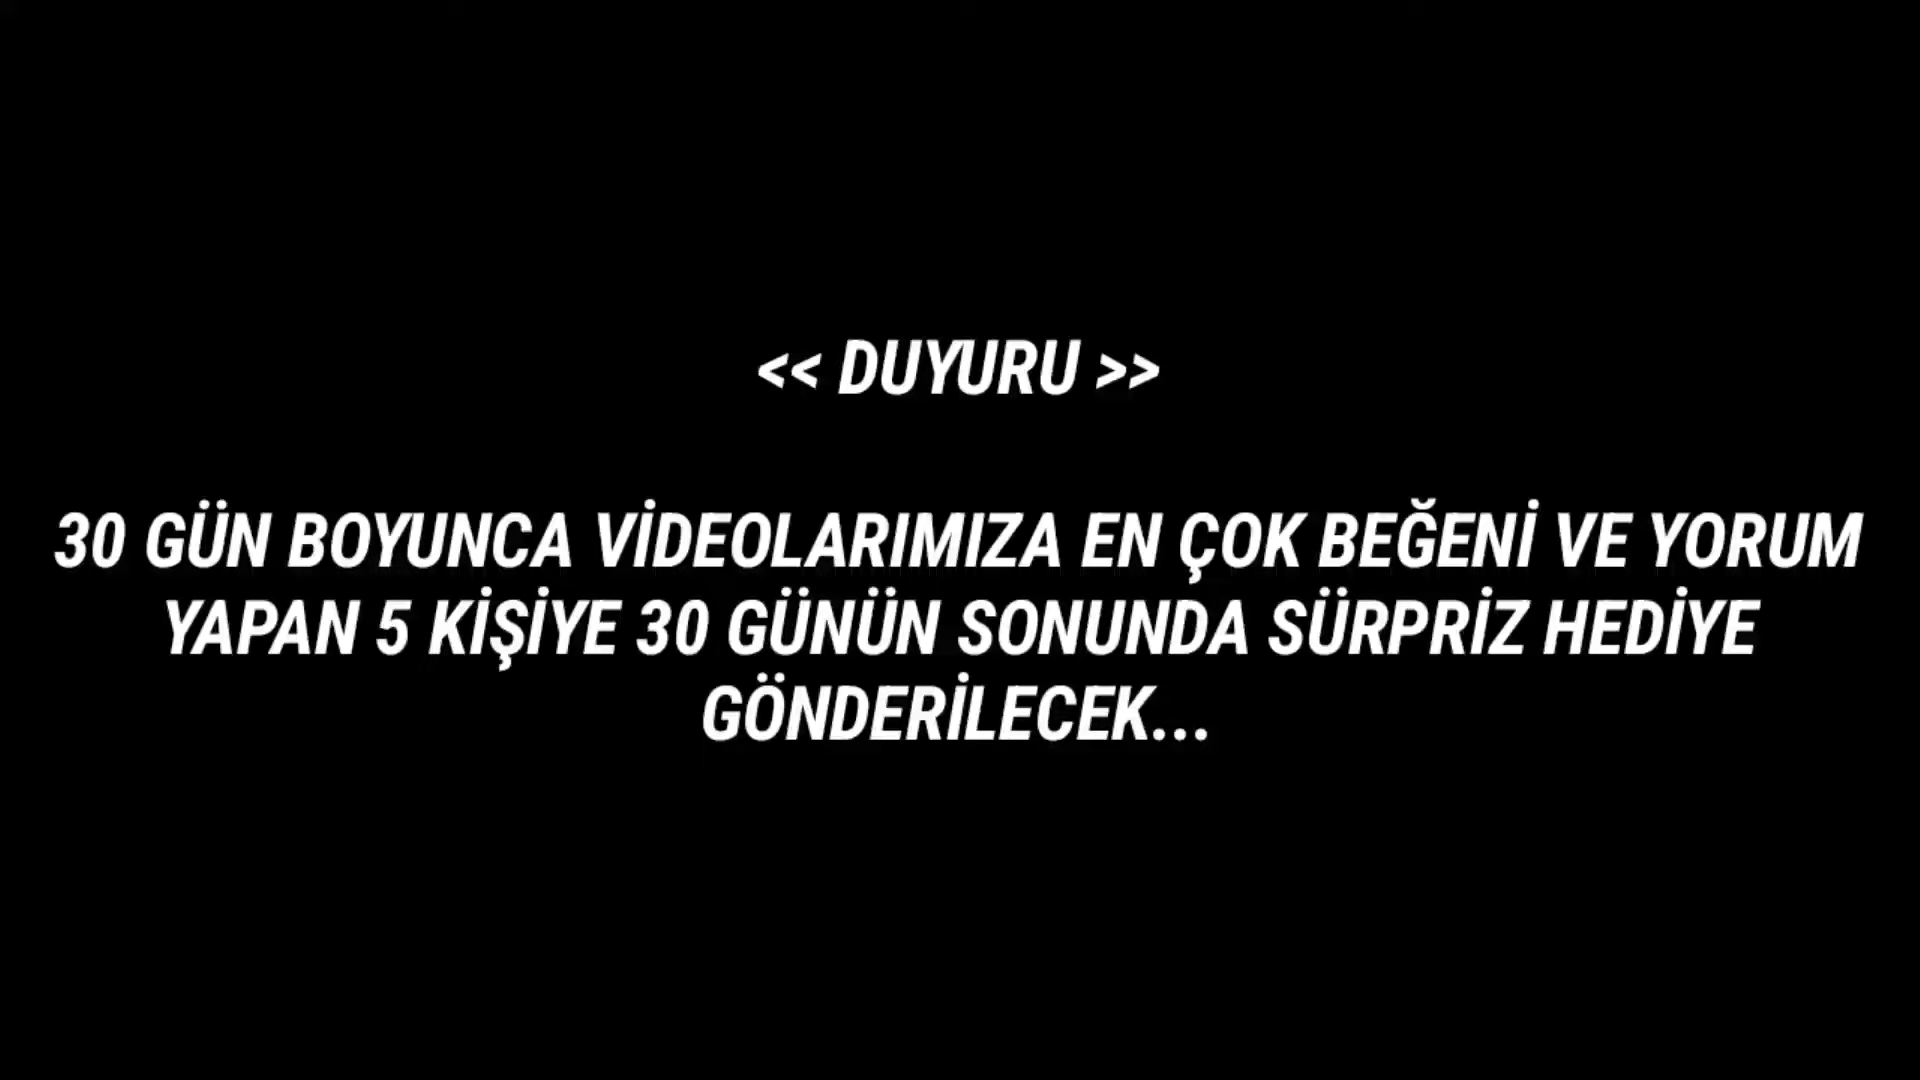 << DUYURU >>
30 GÜN BOYUNCA VİDEOLARIMIZA EN ÇOK BEĞENİ VE YORUM
YAPAN 5 KİŞİYE 30 GÜNÜN SONUNDA SÜRPRİZ HEDİYE
GÖNDERİLECEK...